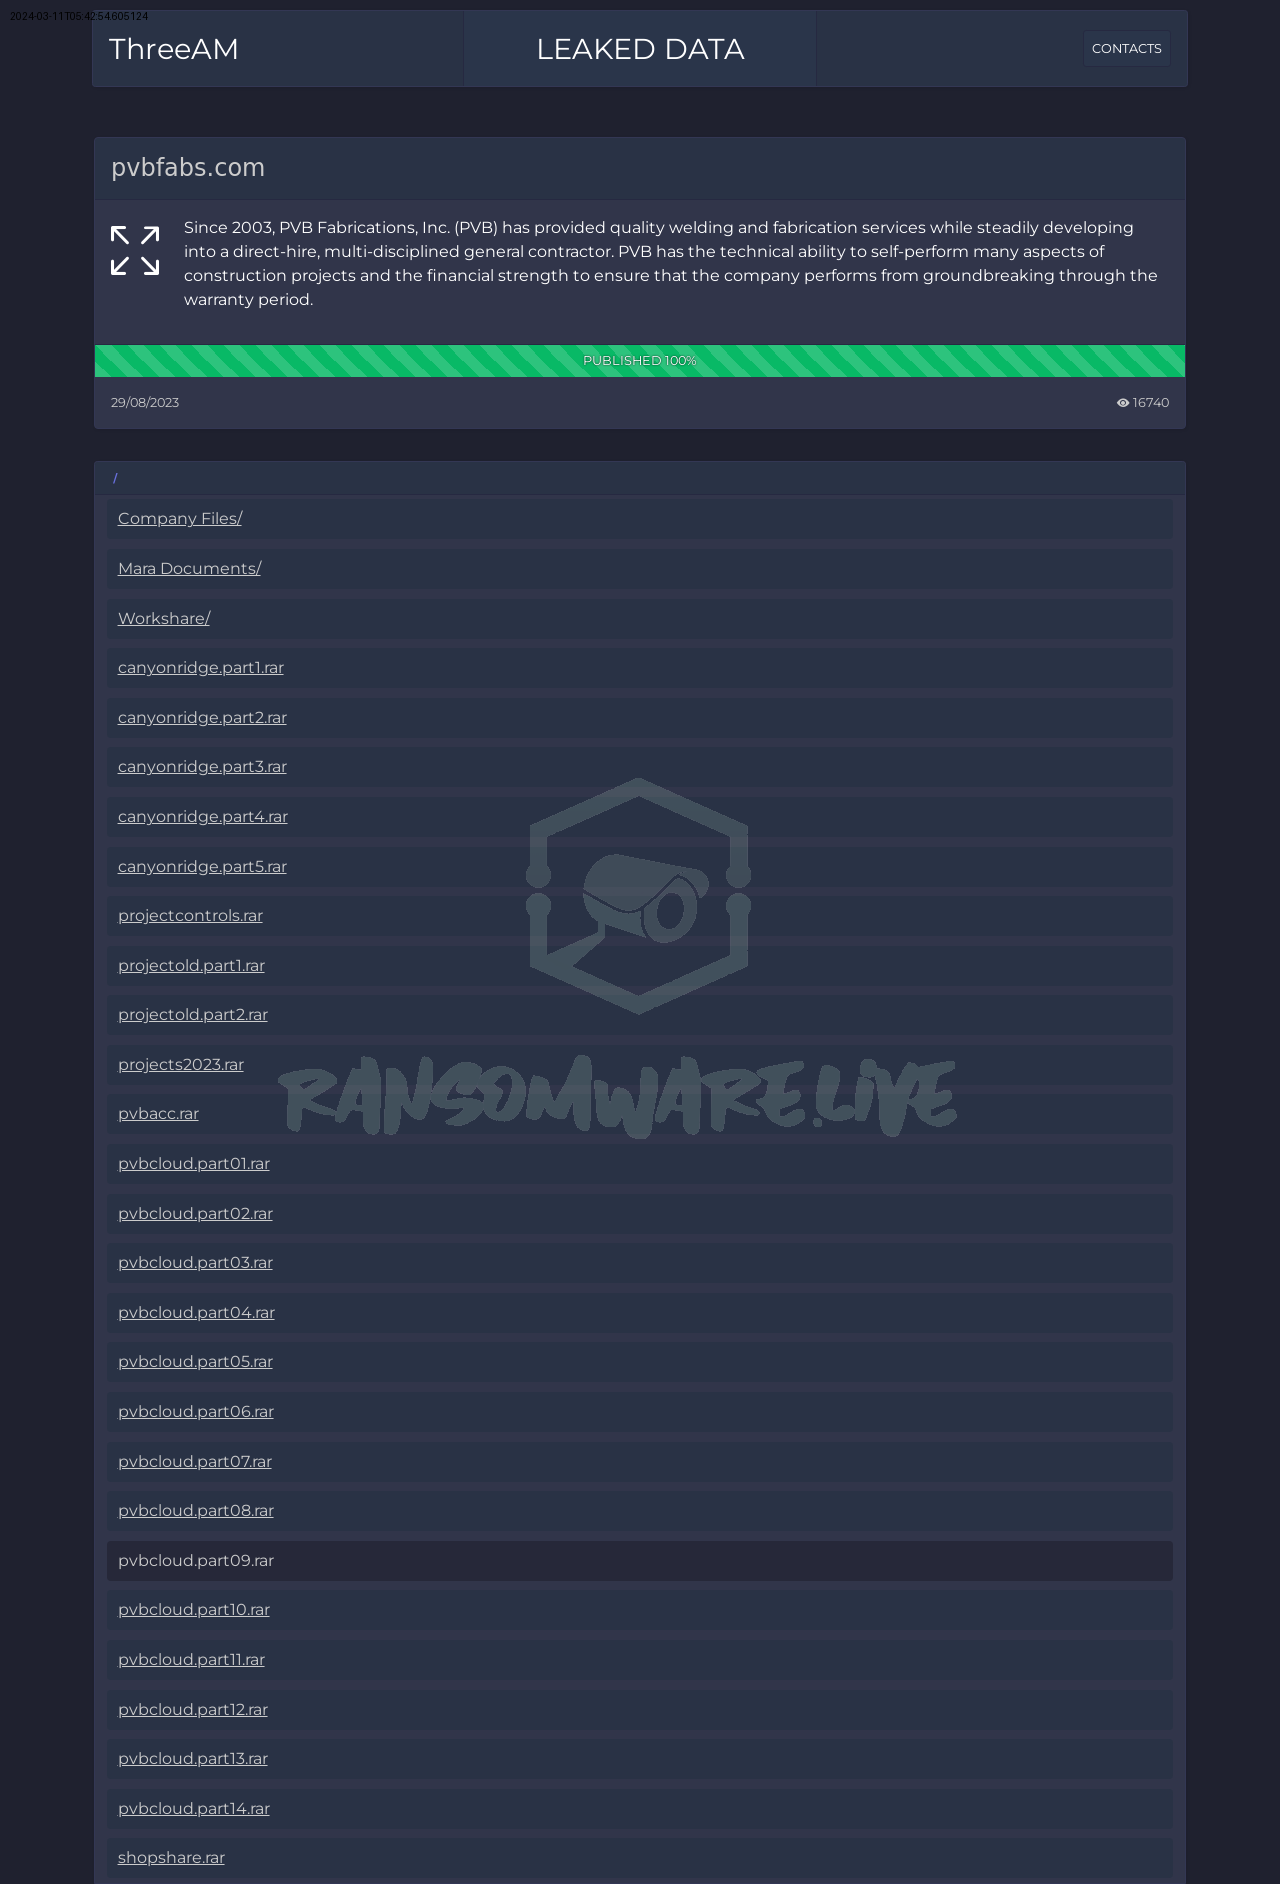 2024-03-11T05:42:54.605124
ThreeAM
LEAKED DATA
CONTACTS
pvbfabs.com
Since 2003, PVB Fabrications, Inc. (PVB) has provided quality welding and fabrication services while steadily developing
into a direct-hire, multi-disciplined general contractor. PVB has the technical ability to self-perform many aspects of
construction projects and the financial strength to ensure that the company performs from groundbreaking through the
warranty period.
PUBLISHED 100%
29/08/2023
16740
/
Company Files/
Mara Documents/
Workshare/
canyonridge.part1.rar
canyonridge.part2.rar
canyonridge.part3.rar
canyonridge.part4.rar
canyonridge.part5.rar
projectcontrols.rar
projectold.part1.rar
projectold.part2.rar
projects2023.rar
RANSOMWARE.LIVE
pvbacc.rar
pvbcloud.part01.rar
pvbcloud.part02.rar
pvbcloud.part03.rar
pvbcloud.part04.rar
pvbcloud.part05.rar
pvbcloud.part06.rar
pvbcloud.part07.rar
pvbcloud.part08.rar
pvbcloud.part09.rar
pvbcloud.part10.rar
pvbcloud.part11.rar
pvbcloud.part12.rar
pvbcloud.part13.rar
pvbcloud.part14.rar
shopshare.rar